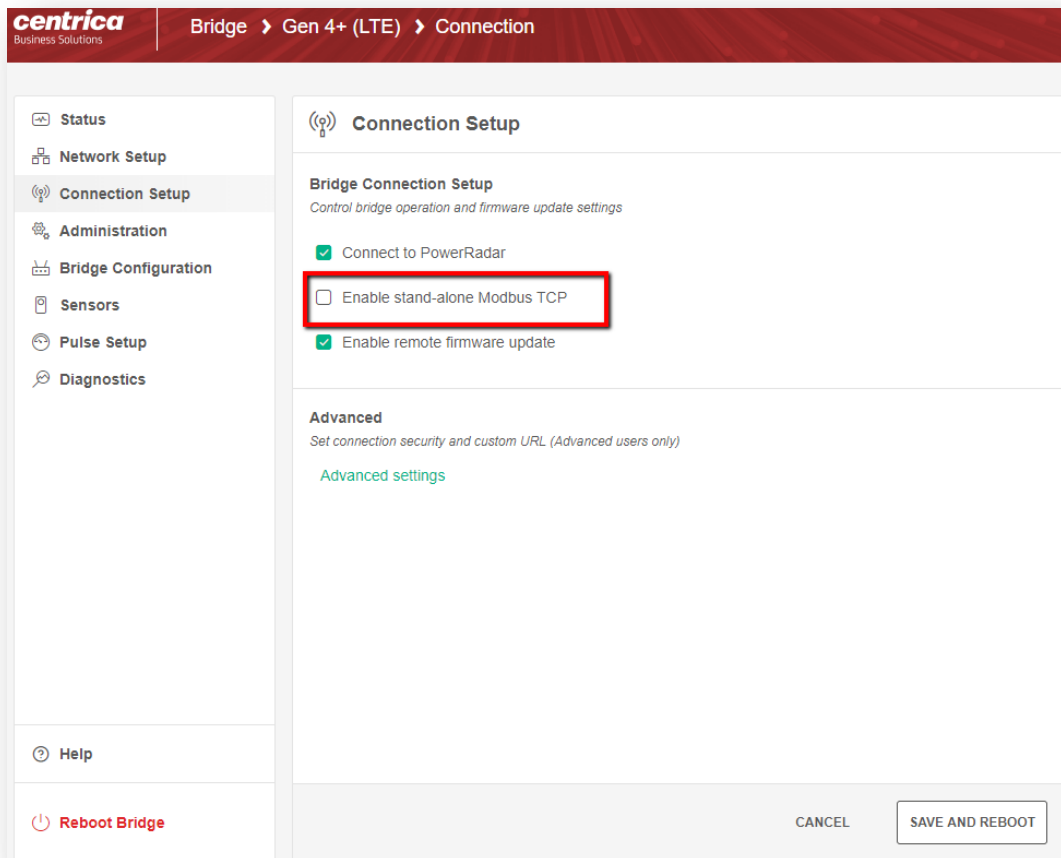 centrica
Business Solutions
Bridge > Gen 4+ (LTE) > Connection
Status
Network Setup
Connection Setup
Administration
Bridge Configuration
Sensors
Pulse Setup
Diagnostics
Help
Reboot Bridge
Connection Setup
Bridge Connection Setup
Control bridge operation and firmware update settings
Connect to PowerRadar
Enable stand-alone Modbus TCP
Enable remote firmware update
Advanced
Set connection security and custom URL (Advanced users only)
Advanced settings
CANCEL
SAVE AND REBOOT